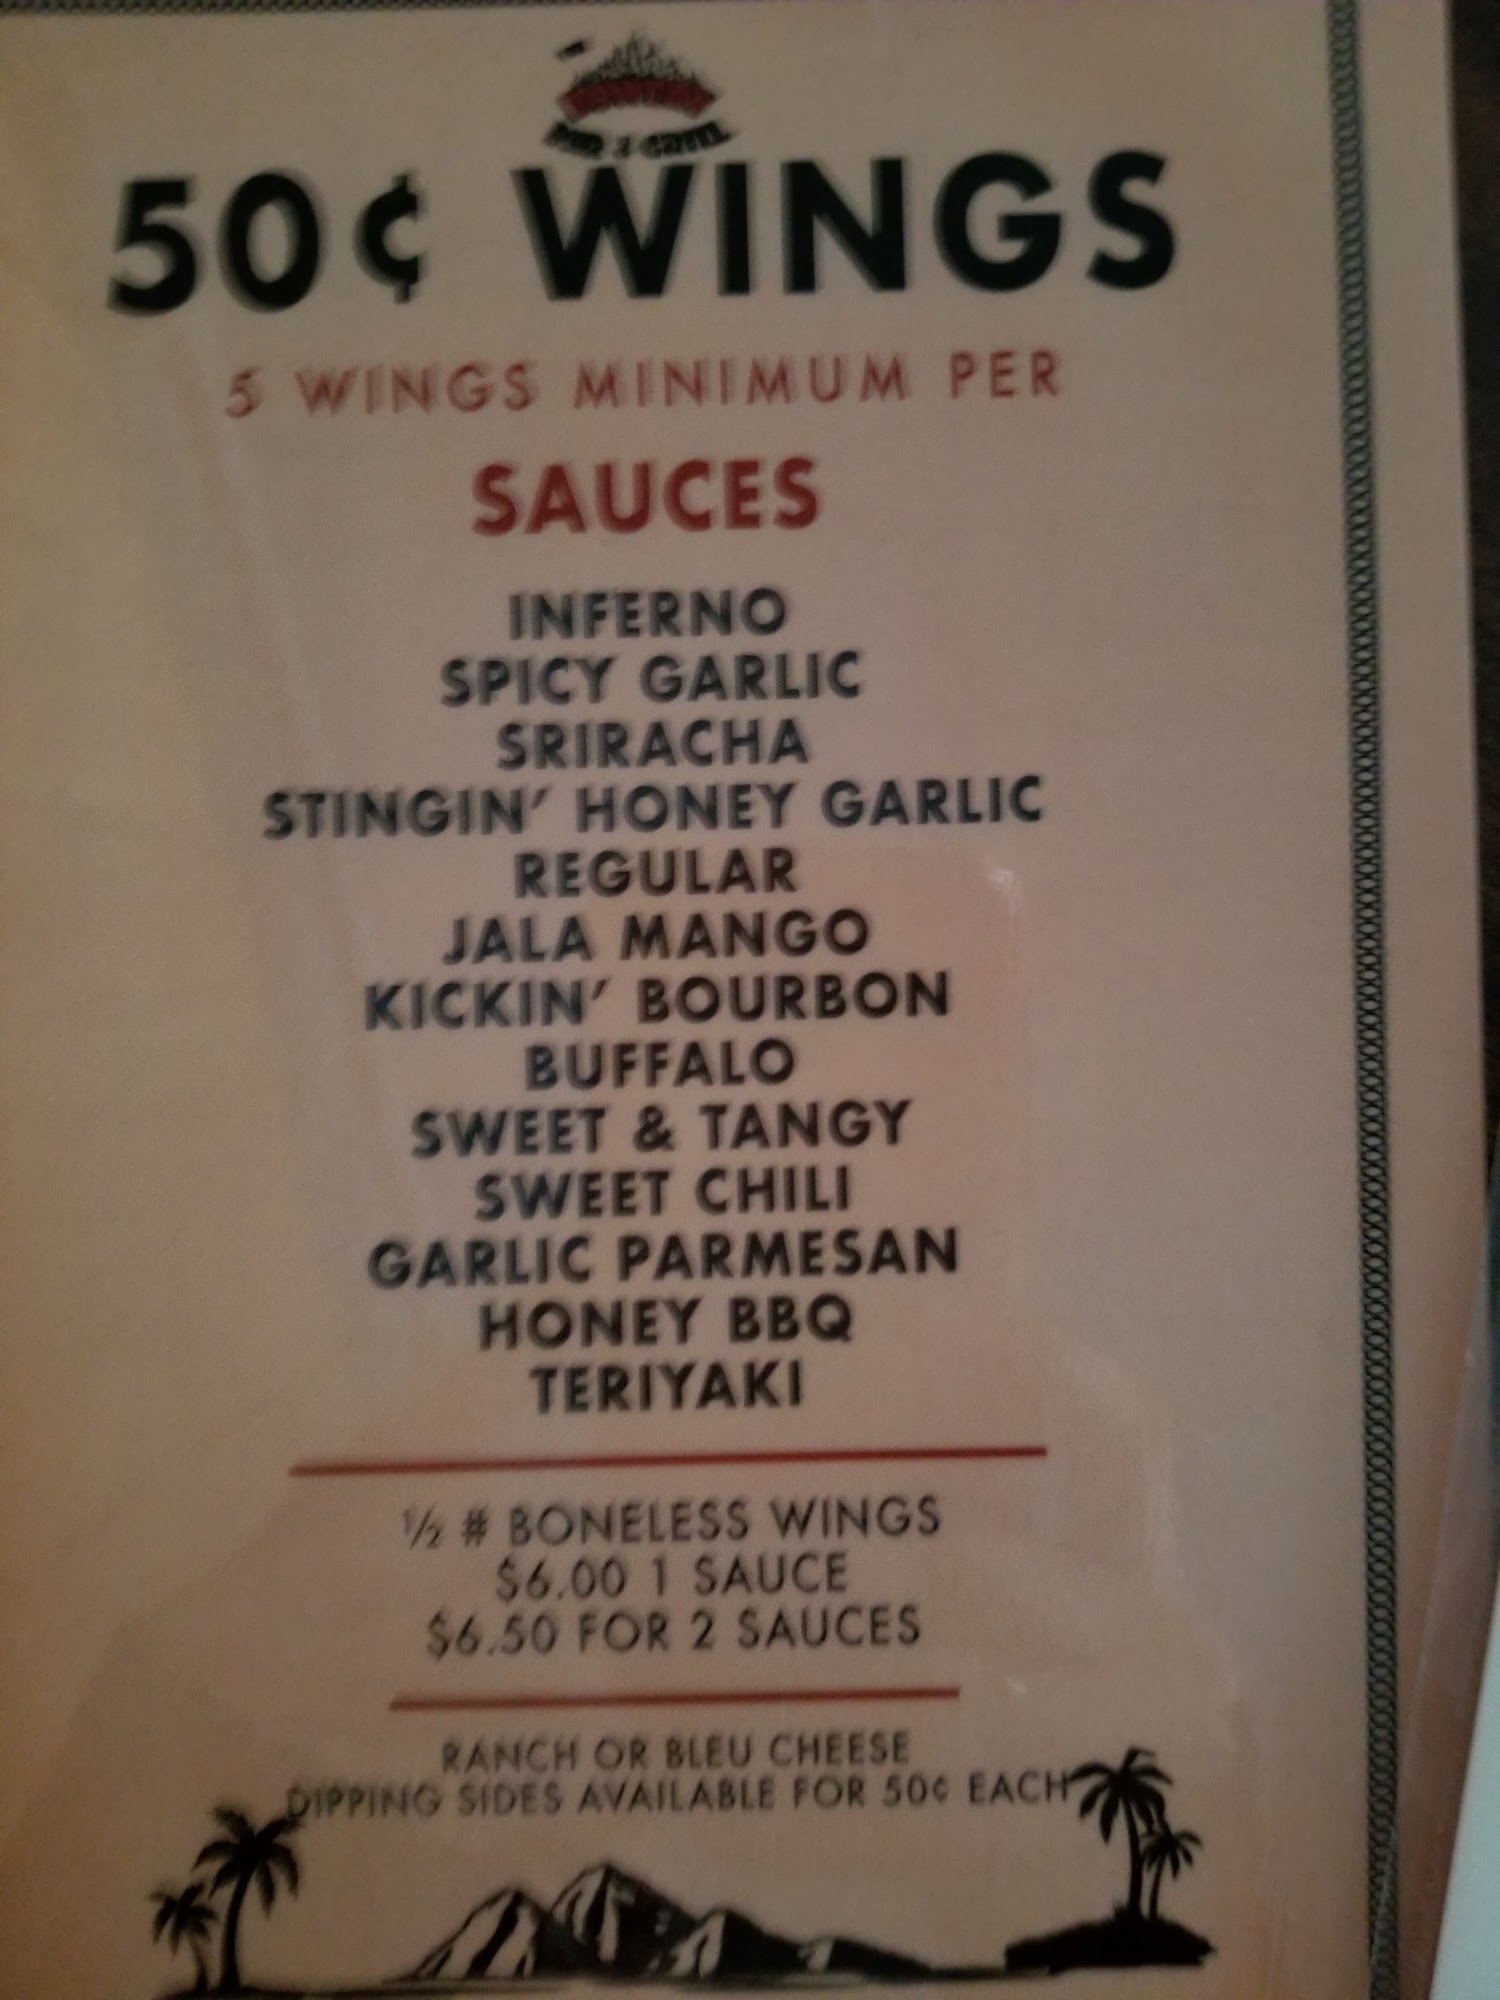 BAR & GRILL
50¢ WINGS
5 WINGS MINIMUM PER
SAUCES
INFERNO
SPICY GARLIC
SRIRACHA
STINGIN' HONEY GARLIC
REGULAR
JALA MANGO
KICKIN' BOURBON
BUFFALO
SWEET & TANGY
SWEET CHILI
GARLIC PARMESAN
HONEY BBQ
TERIYAKI
½ # BONELESS WINGS
$6.00 1 SAUCE
$6.50 FOR 2 SAUCES
RANCH OR BLEU CHEESE
DIPPING SIDES AVAILABLE FOR 50¢ EACH